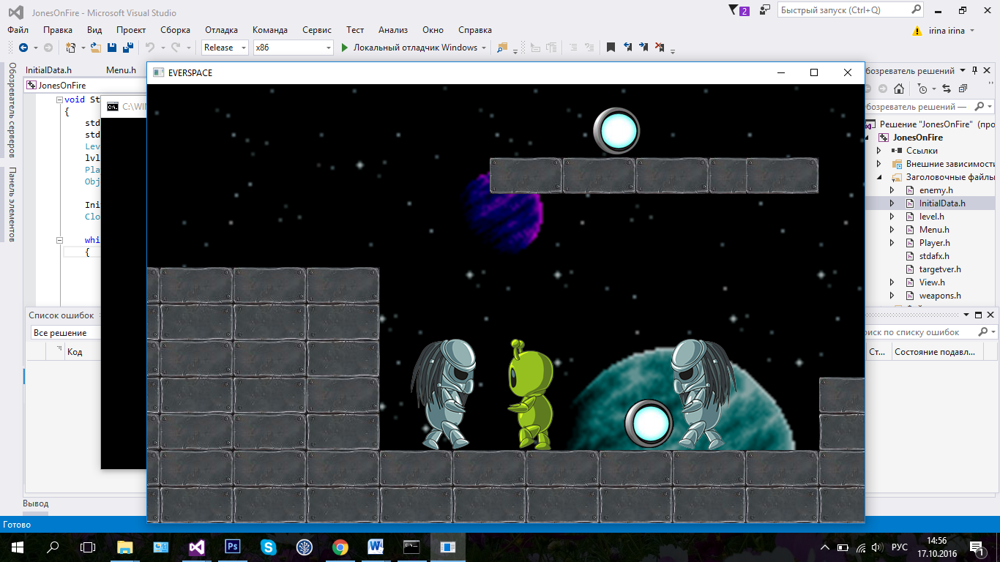 JonesOnFire - Microsoft Visual Studio
2
Быстрый запуск (Ctrl+Q)
Файл Правка Вид Проект Сборка Отладка Команда Сервис Тест Анализ Окно Справка
irina irina
Release x86 Локальный отладчик Windows
Обозреватель серверов
Панель элементов
InitialData.h Menu.h
JonesOnFire
void St
{
std
std
Lev
lvl
Pla
Obj
Ini
Clo
whi
{
C:\WIN
EVERSPACE
бозреватель решений
бозреватель решений —
Решение "JonesOnFire" (про
JonesOnFire
Ссылки
Внешние зависимости
Заголовочные файлы
enemy.h
InitialData.h
level.h
Menu.h
Player.h
stdafx.h
targetver.h
View.h
weapons.h
Список ошибок
Все решение
Код
оиск по списку ошибок
Ст... Состояние подавл...
Вывод
Готово
Ps
S
W
C:\.
РУС
14:56
17.10.2016
1